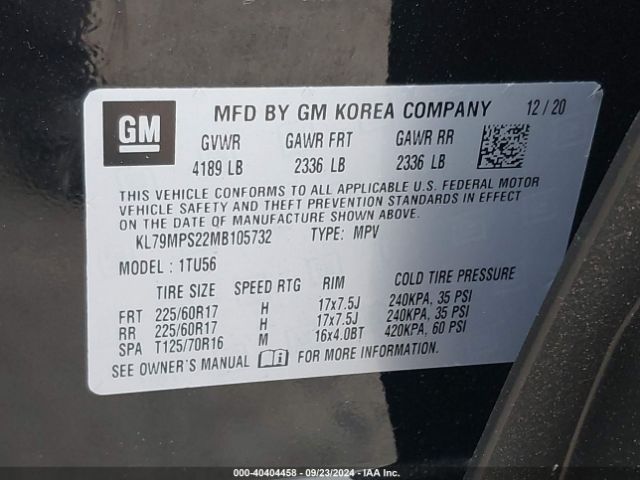 GM MFD BY GM KOREA COMPANY 12/20
GVWR GAWR FRT GAWR RR
4189 LB 2336 LB 2336 LB
THIS VEHICLE CONFORMS TO ALL APPLICABLE U.S. FEDERAL MOTOR
VEHICLE SAFETY AND THEFT PREVENTION STANDARDS IN EFFECT
ON THE DATE OF MANUFACTURE SHOWN ABOVE.
KL79MPS22MB105732 TYPE: MPV
MODEL: 1TU56
TIRE SIZE SPEED RTG RIM COLD TIRE PRESSURE
FRT 225/60R17 H 17x7.5J 240KPA, 35 PSI
RR 225/60R17 H 17x7.5J 240KPA, 35 PSI
SPA T125/70R16 M 16x4.0BT 420KPA, 60 PSI
SEE OWNER'S MANUAL FOR MORE INFORMATION.
000-40404458 - 09/23/2024 - IAA Inc.